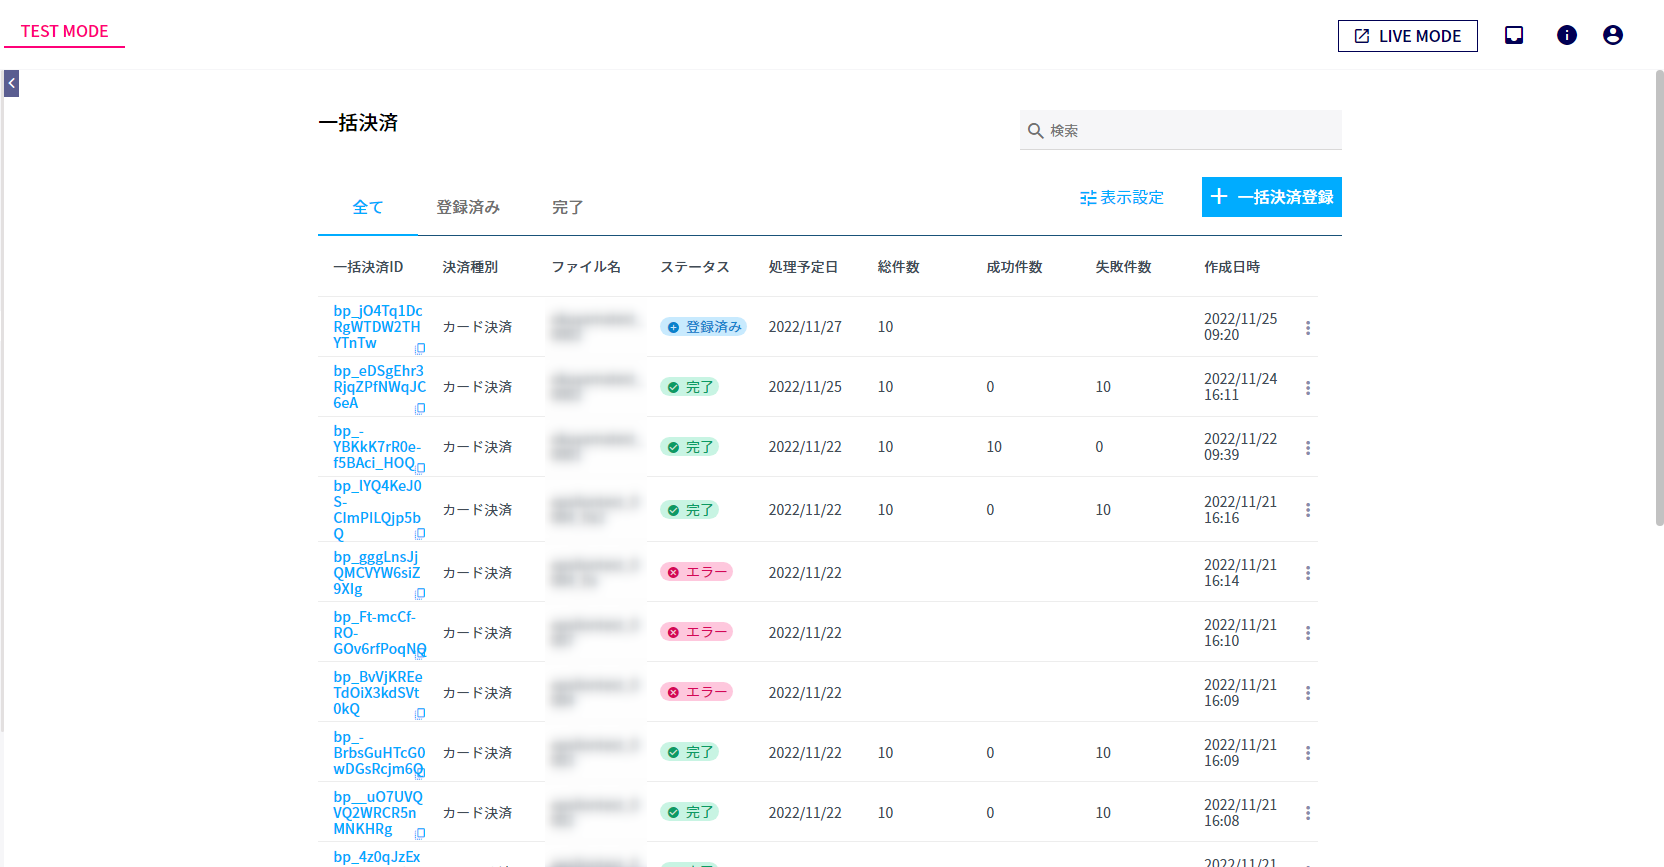 TEST MODE
LIVE MODE
一括決済
検索
全て
登録済み
完了
表示設定
一括決済登録
一括決済ID 決済種別 ファイル名 ステータス 処理予定日 総件数 成功件数 失敗件数 作成日時
bp_jO4Tq1Dc
RgWTDW2TH
YTnTw
カード決済 登録済み 2022/11/27 10
2022/11/25
09:20
bp_eDSgEhr3
RjqZPfNWqJC
6eA
カード決済 完了 2022/11/25 10 0 10
2022/11/24
16:11
bp_-
YBKkK7rR0e-
f5BAci_HOQ
カード決済 完了 2022/11/22 10 10 0
2022/11/22
09:39
bp_lYQ4KeJ0
S-
CImPILQjp5b
Q
カード決済 完了 2022/11/22 10 0 10
2022/11/21
16:16
bp_gggLnsJj
QMCVYW6siZ
9XIg
カード決済 エラー 2022/11/22
2022/11/21
16:14
bp_Ft-mcCf-
RO-
GOv6rfPoqNQ
カード決済 エラー 2022/11/22
2022/11/21
16:10
bp_BvVjKREe
TdOiX3kdSVt
0kQ
カード決済 エラー 2022/11/22
2022/11/21
16:09
bp_-
BrbsGuHTcG0
wDGsRcjm6Q
カード決済 完了 2022/11/22 10 0 10
2022/11/21
16:09
bp__uO7UVQ
VQ2WRCR5n
MNKHRg
カード決済 完了 2022/11/22 10 0 10
2022/11/21
16:08
bp_4z0qJzEx
2022/11/21